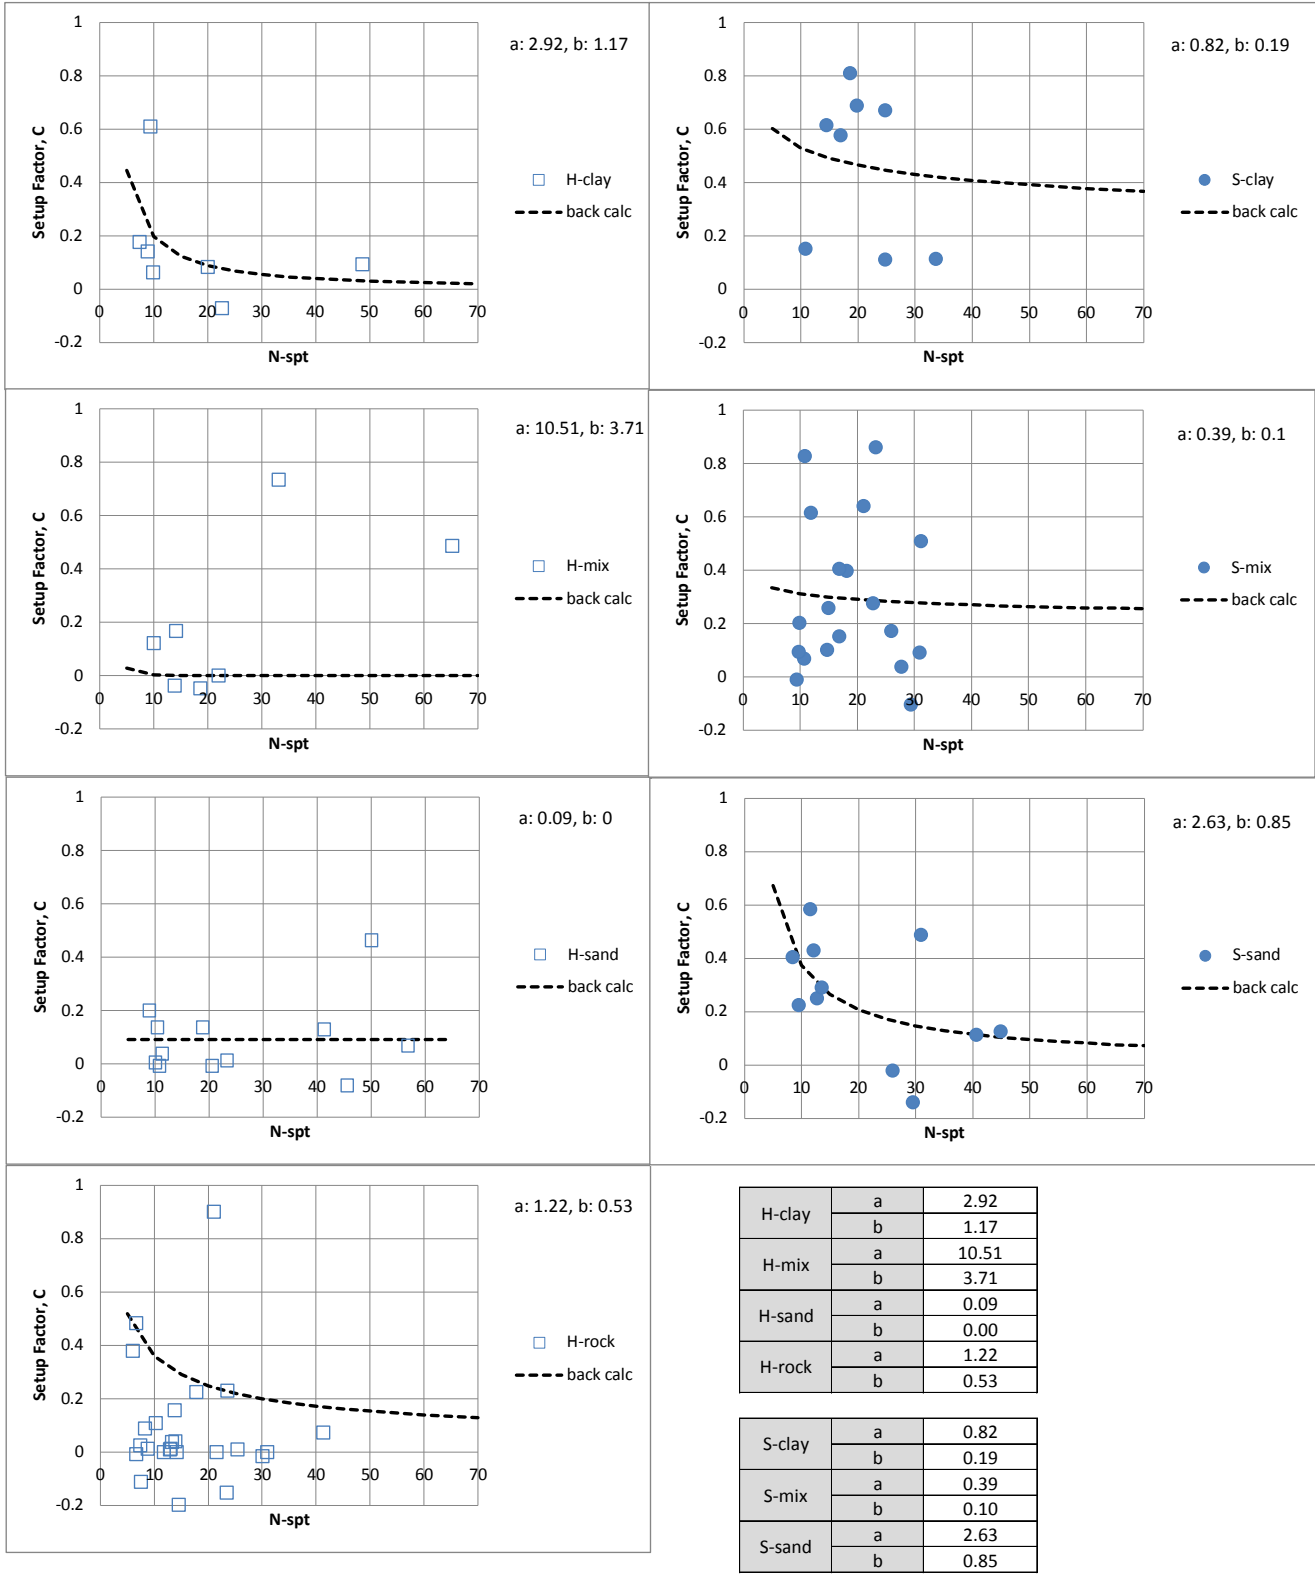 a: 2.92, b: 1.17
1
0.8
0.6
0.4
0.2
0
-0.2
0 10 20 30 40 50 60 70
Setup Factor, C
N-spt
H-clay
back calc
a: 0.82, b: 0.19
1
0.8
0.6
0.4
0.2
0
-0.2
0 10 20 30 40 50 60 70
Setup Factor, C
N-spt
S-clay
back calc
a: 10.51, b: 3.71
1
0.8
0.6
0.4
0.2
0
-0.2
0 10 20 30 40 50 60 70
Setup Factor, C
N-spt
H-mix
back calc
a: 0.39, b: 0.1
1
0.8
0.6
0.4
0.2
0
-0.2
0 10 20 30 40 50 60 70
Setup Factor, C
N-spt
S-mix
back calc
a: 0.09, b: 0
1
0.8
0.6
0.4
0.2
0
-0.2
0 10 20 30 40 50 60 70
Setup Factor, C
N-spt
H-sand
back calc
a: 2.63, b: 0.85
1
0.8
0.6
0.4
0.2
0
-0.2
0 10 20 30 40 50 60 70
Setup Factor, C
N-spt
S-sand
back calc
a: 1.22, b: 0.53
1
0.8
0.6
0.4
0.2
0
-0.2
0 10 20 30 40 50 60 70
Setup Factor, C
N-spt
H-rock
back calc
H-clay a 2.92
b 1.17
H-mix a 10.51
b 3.71
H-sand a 0.09
b 0.00
H-rock a 1.22
b 0.53
S-clay a 0.82
b 0.19
S-mix a 0.39
b 0.10
S-sand a 2.63
b 0.85